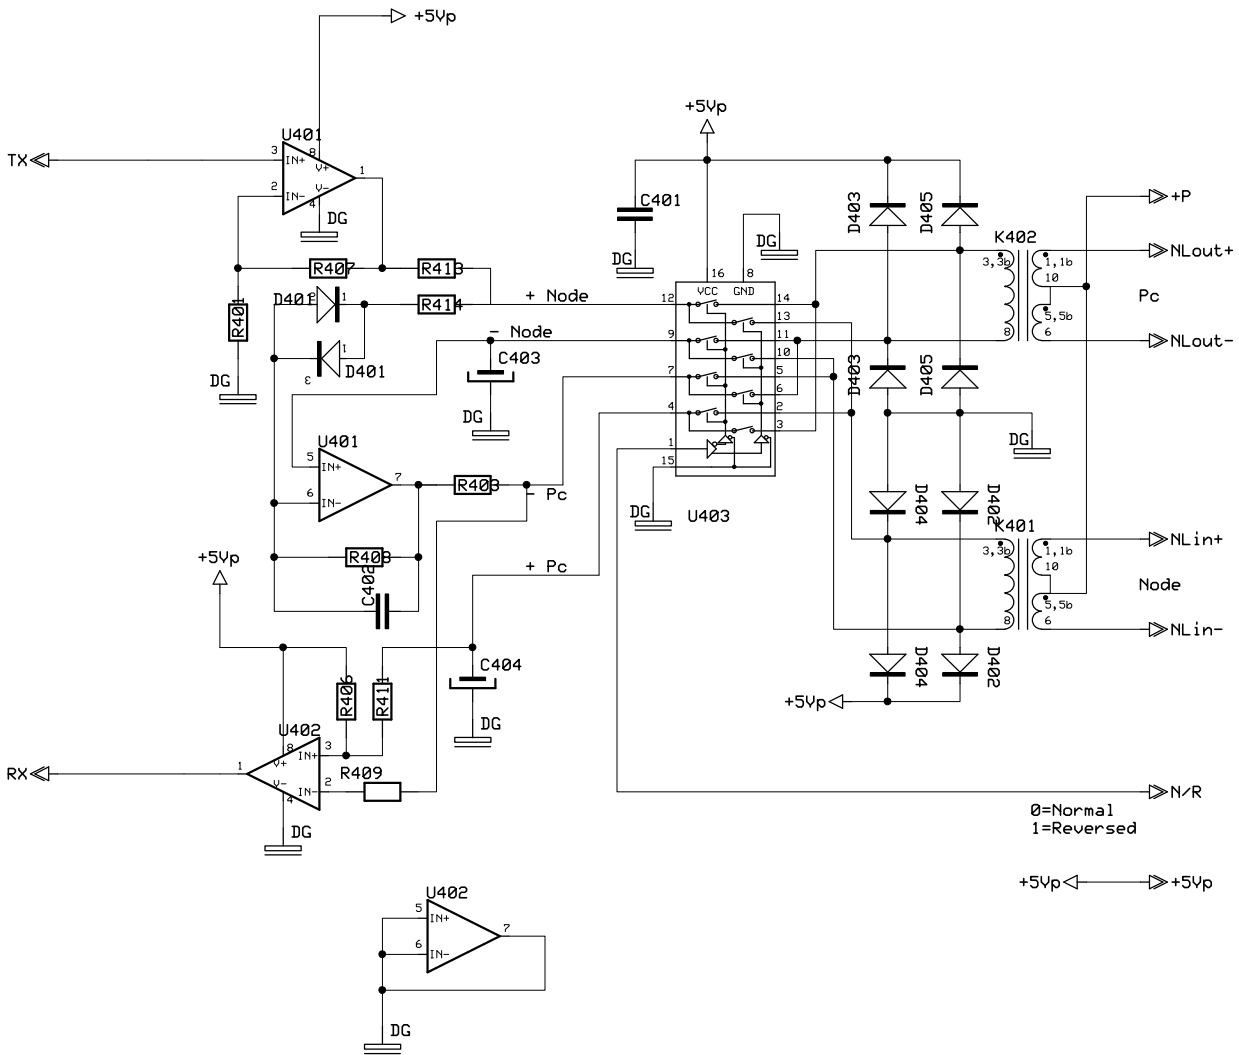 +5Vp
U401
TX
3
IN+
8
V+
1
2
IN-
V-
4
DG
R407
R413
R401
D401
2
1
R414
+ Node
1
3
D401
DG
- Node
C403
DG
U401
5
IN+
7
6
IN-
R403
- Pc
R408
C402
+ Pc
+5Vp
C401
DG
DG
16
8
VCC
GND
12
14
13
9
11
10
7
5
6
4
2
3
1
15
DG
U403
D403
D405
D403
D405
DG
K402
3,3b
1,1b
10
5,5b
8
6
+P
NLout+
Pc
NLout-
D404
D402
K401
3,3b
1,1b
10
5,5b
8
6
NLin+
Node
NLin-
D404
D402
+5Vp
+5Vp
R406
R411
C404
DG
U402
8
3
V+
IN+
1
V-
IN-
2
4
R409
RX
DG
N/R
0=Normal
1=Reversed
+5Vp
+5Vp
U402
5
IN+
7
6
IN-
DG